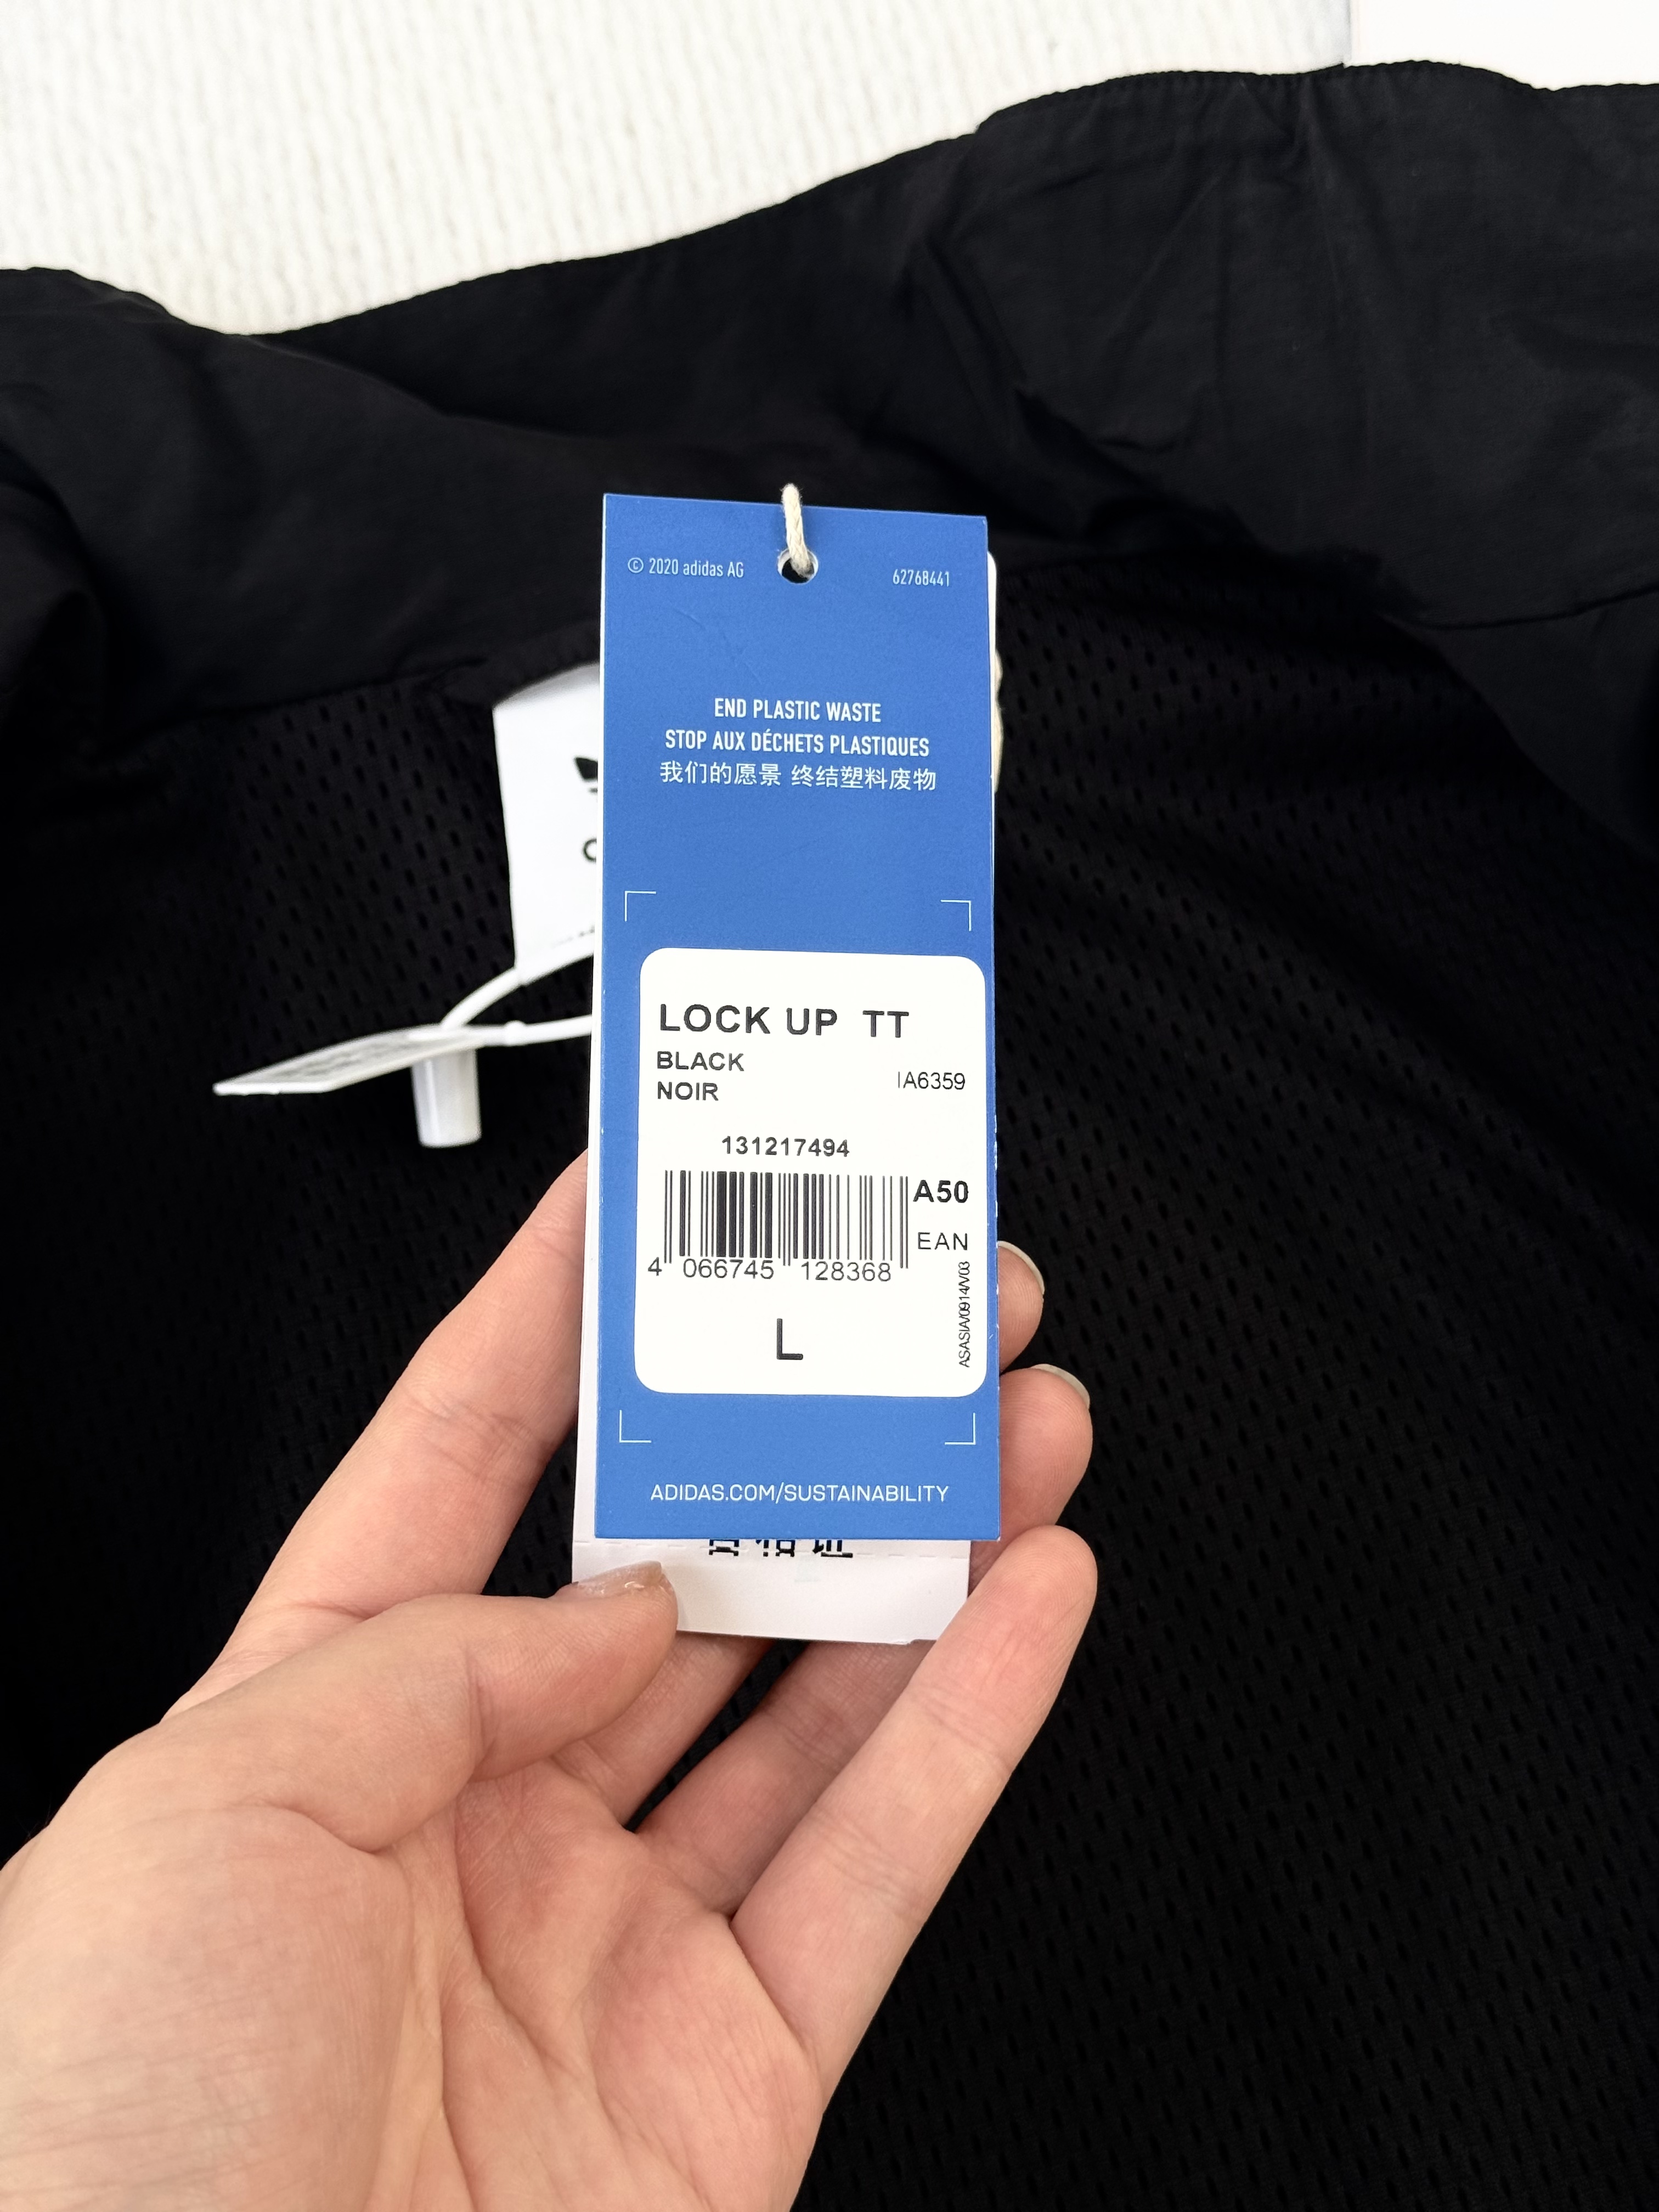 © 2020 adidas AG
62768441
END PLASTIC WASTE
STOP AUX DÉCHETS PLASTIQUES
我们的愿景 终结塑料废物
LOCK UP TT
BLACK
NOIR
IA6359
131217494
A50
EAN
4 066745 128368
ASASIA/0914/V03
L
ADIDAS.COM/SUSTAINABILITY